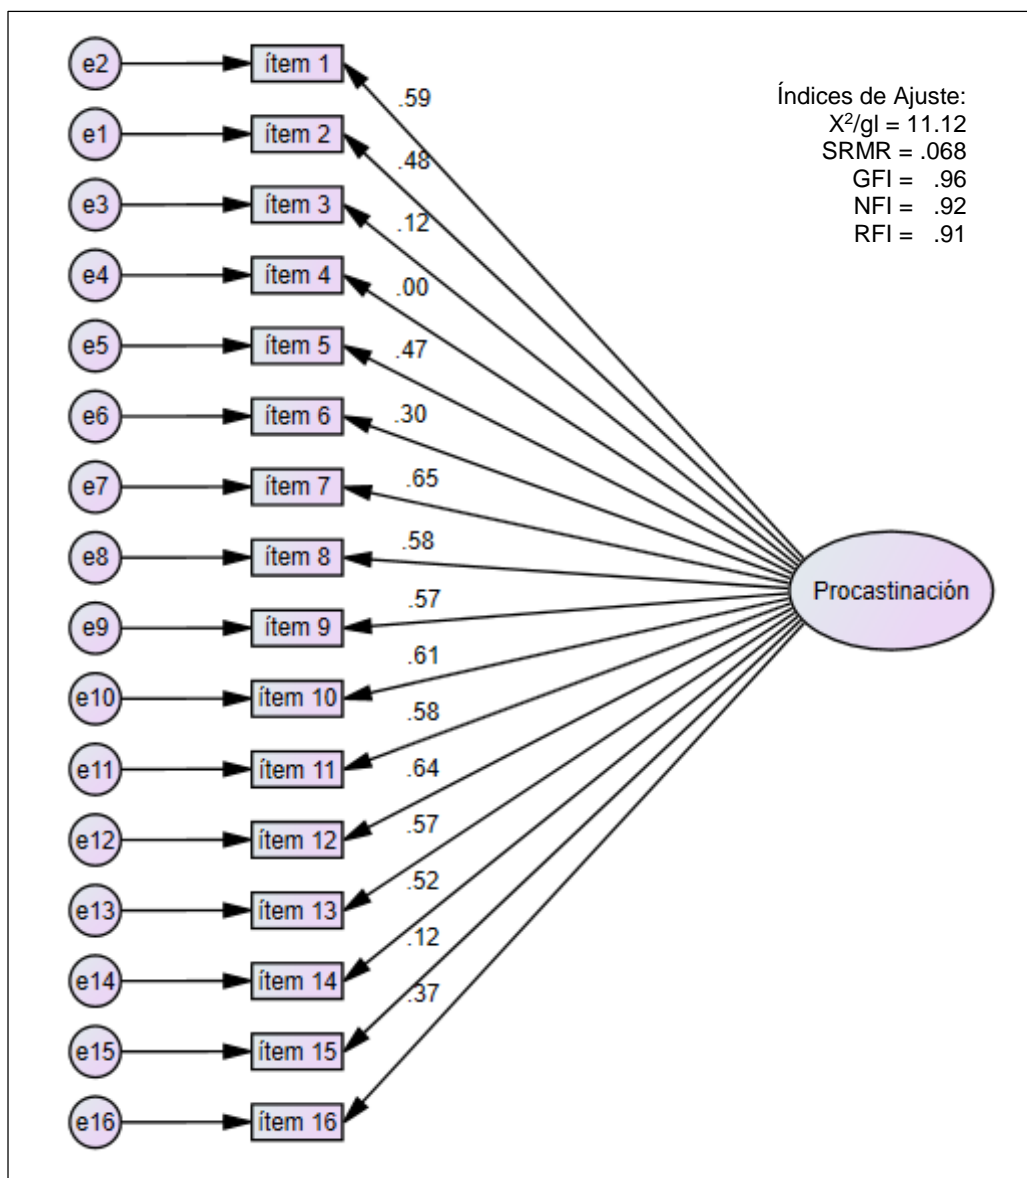 e2
ítem 1
.59
e1
ítem 2
.48
e3
ítem 3
.12
e4
ítem 4
.00
e5
ítem 5
.47
e6
ítem 6
.30
e7
ítem 7
.65
e8
ítem 8
.58
e9
ítem 9
.57
e10
ítem 10
.61
e11
ítem 11
.58
e12
ítem 12
.64
e13
ítem 13
.57
e14
ítem 14
.52
e15
ítem 15
.12
e16
ítem 16
.37
Procastinación
Índices de Ajuste:
X²/gl = 11.12
SRMR = .068
GFI = .96
NFI = .92
RFI = .91